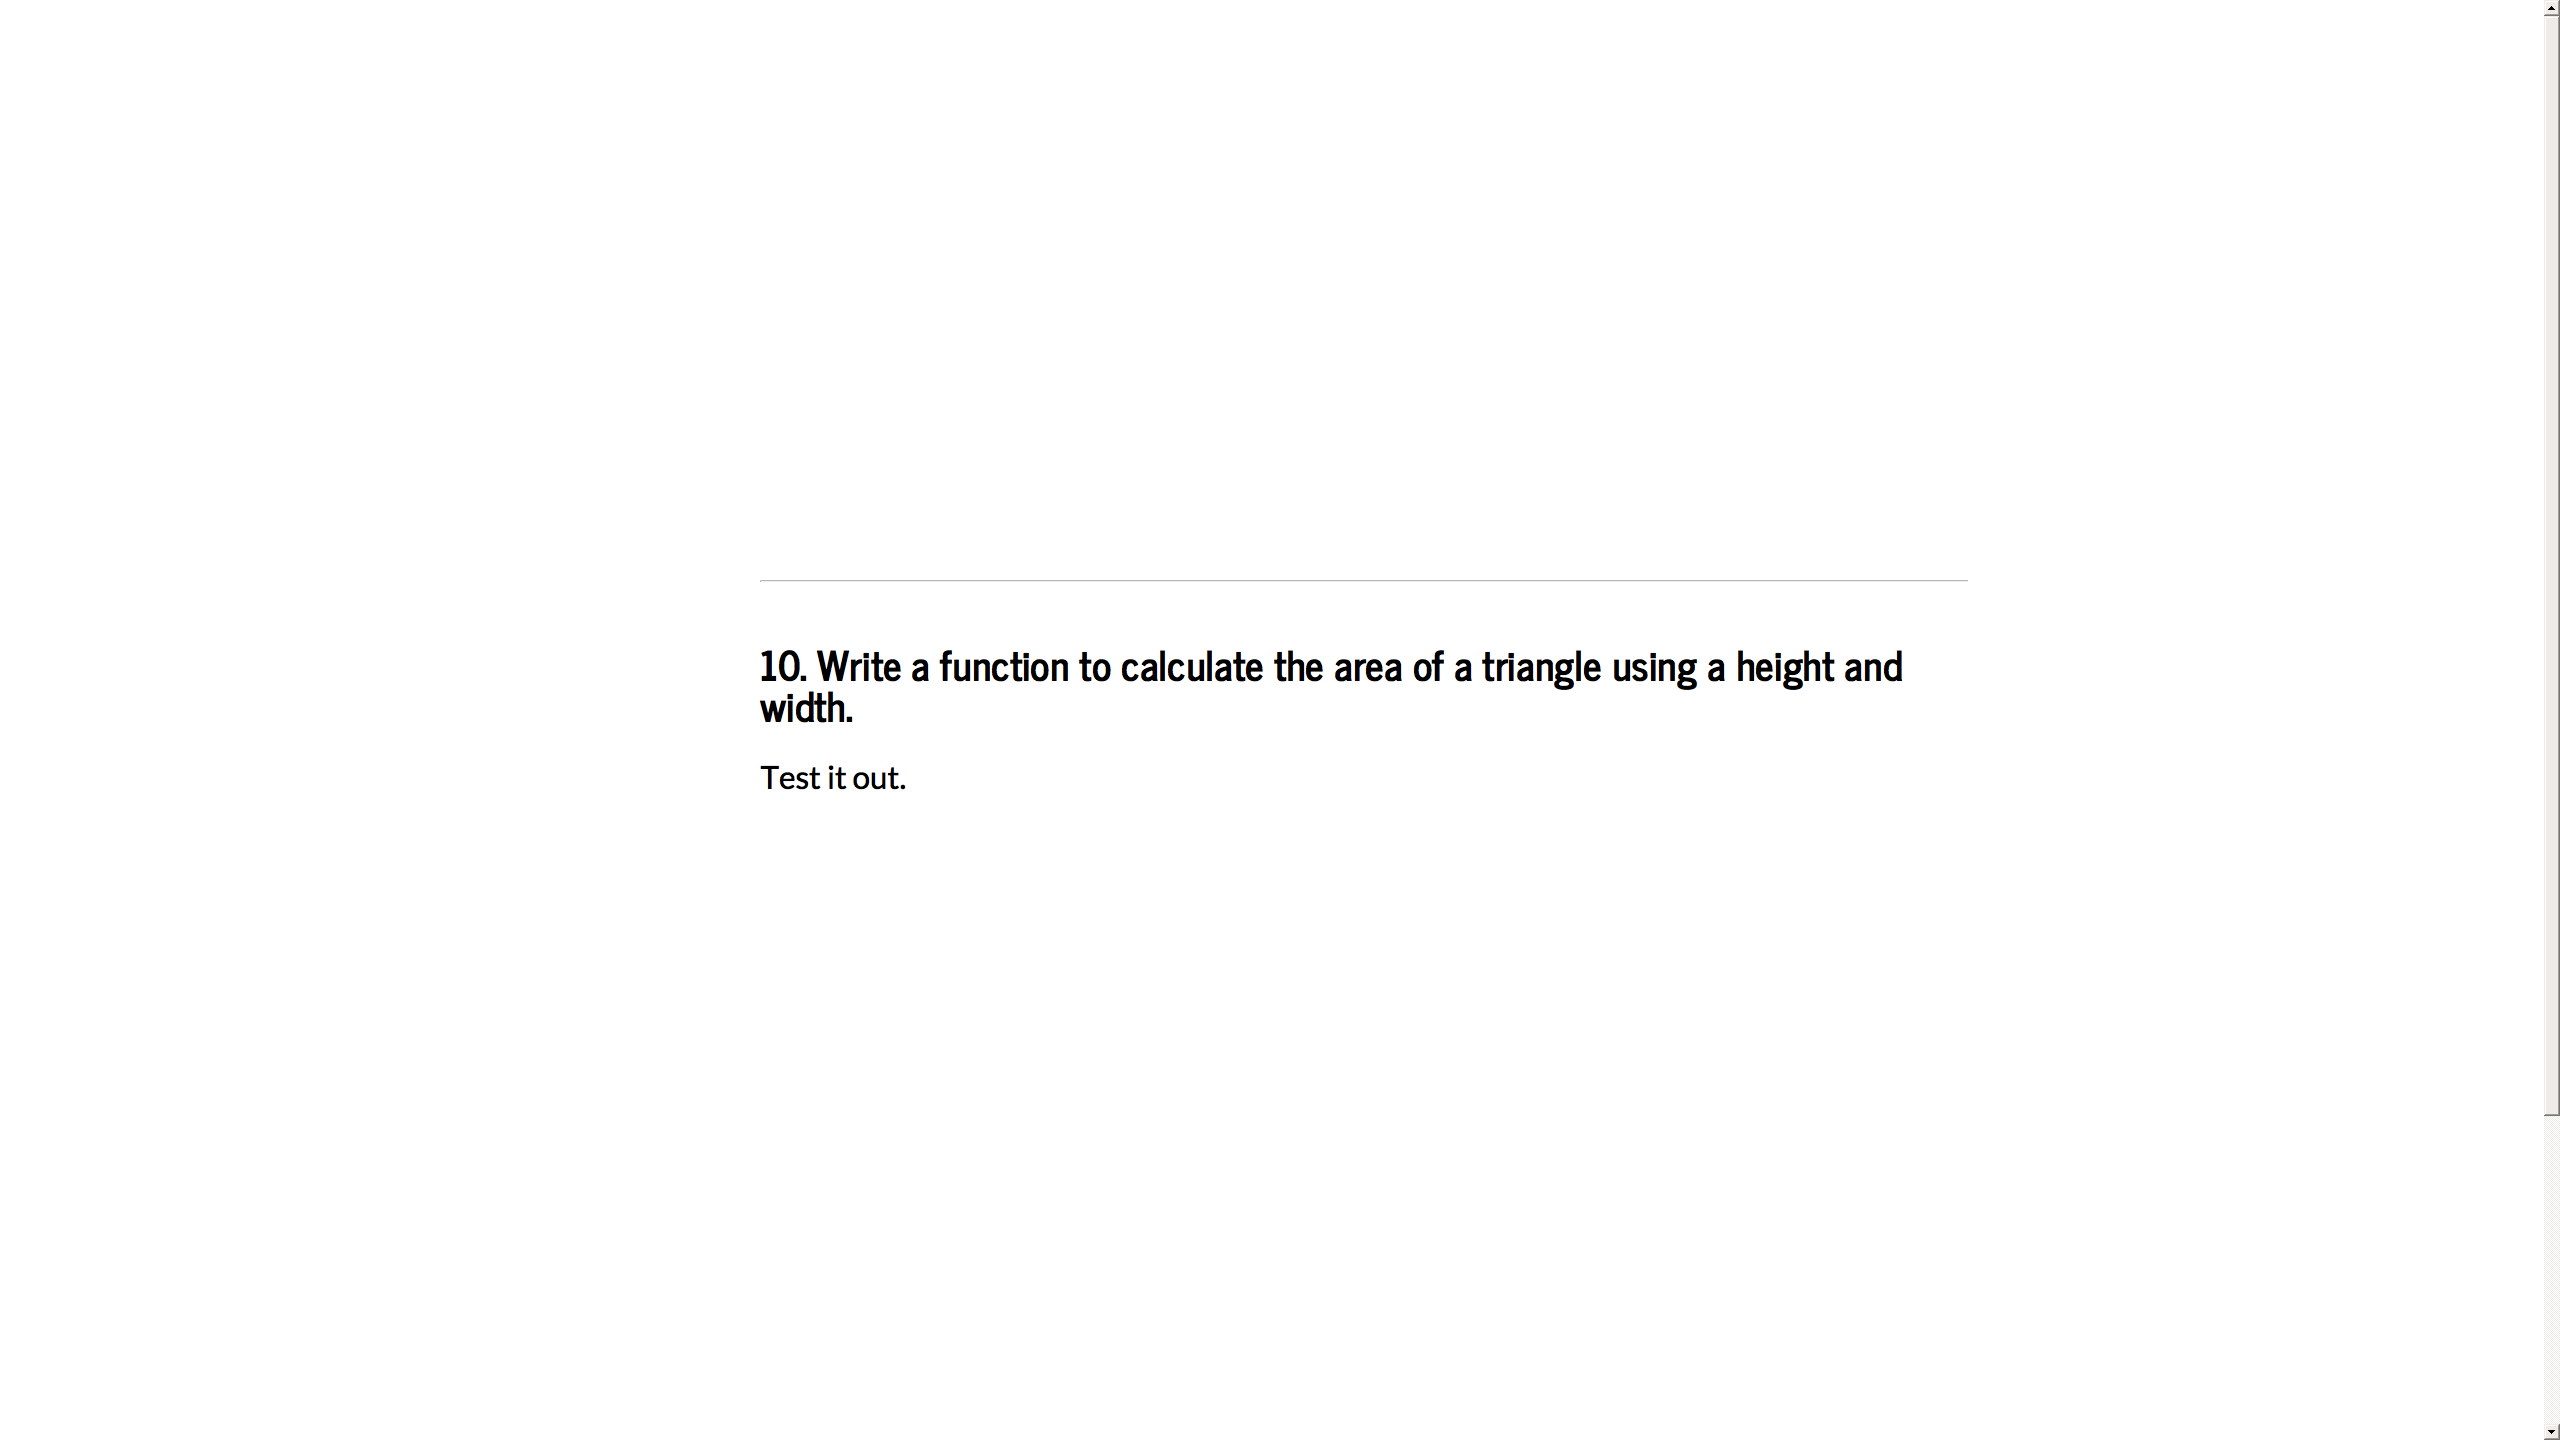 10. Write a function to calculate the area of a triangle using a height and
width.
Test it out.